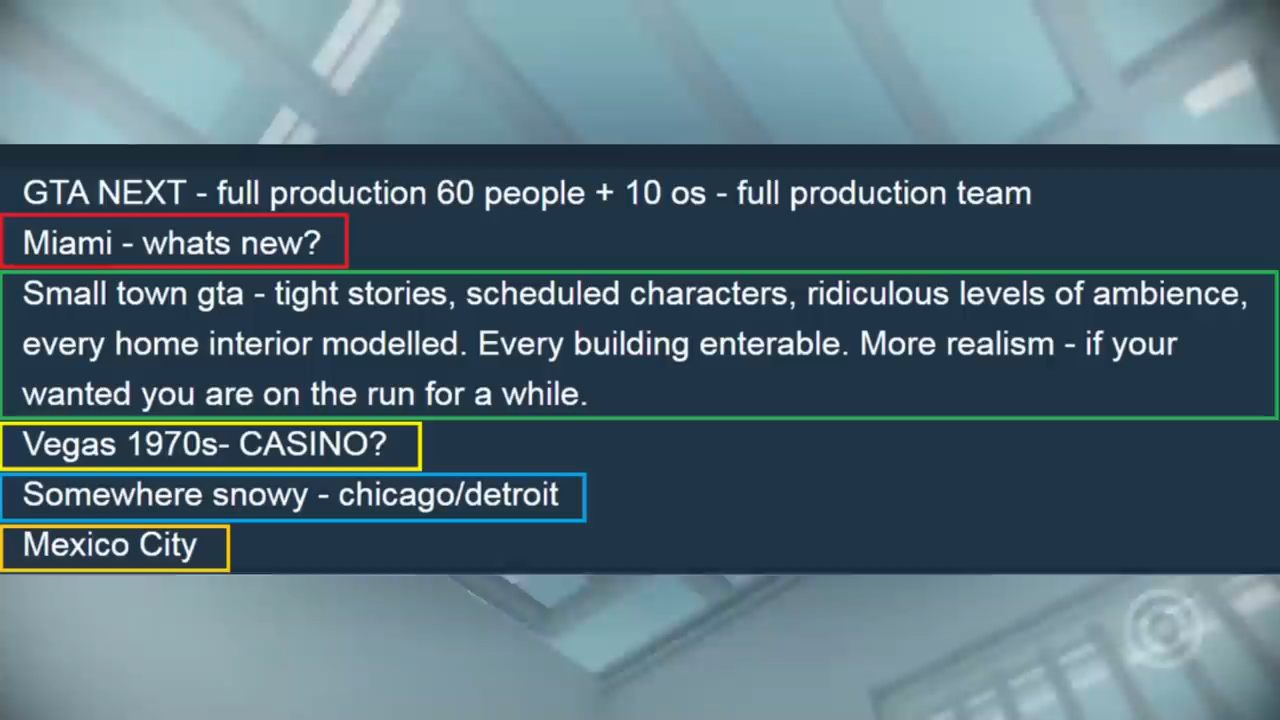 GTA NEXT - full production 60 people + 10 os - full production team
Miami - whats new?
Small town gta - tight stories, scheduled characters, ridiculous levels of ambience,
every home interior modelled. Every building enterable. More realism - if your
wanted you are on the run for a while.
Vegas 1970s- CASINO?
Somewhere snowy - chicago/detroit
Mexico City